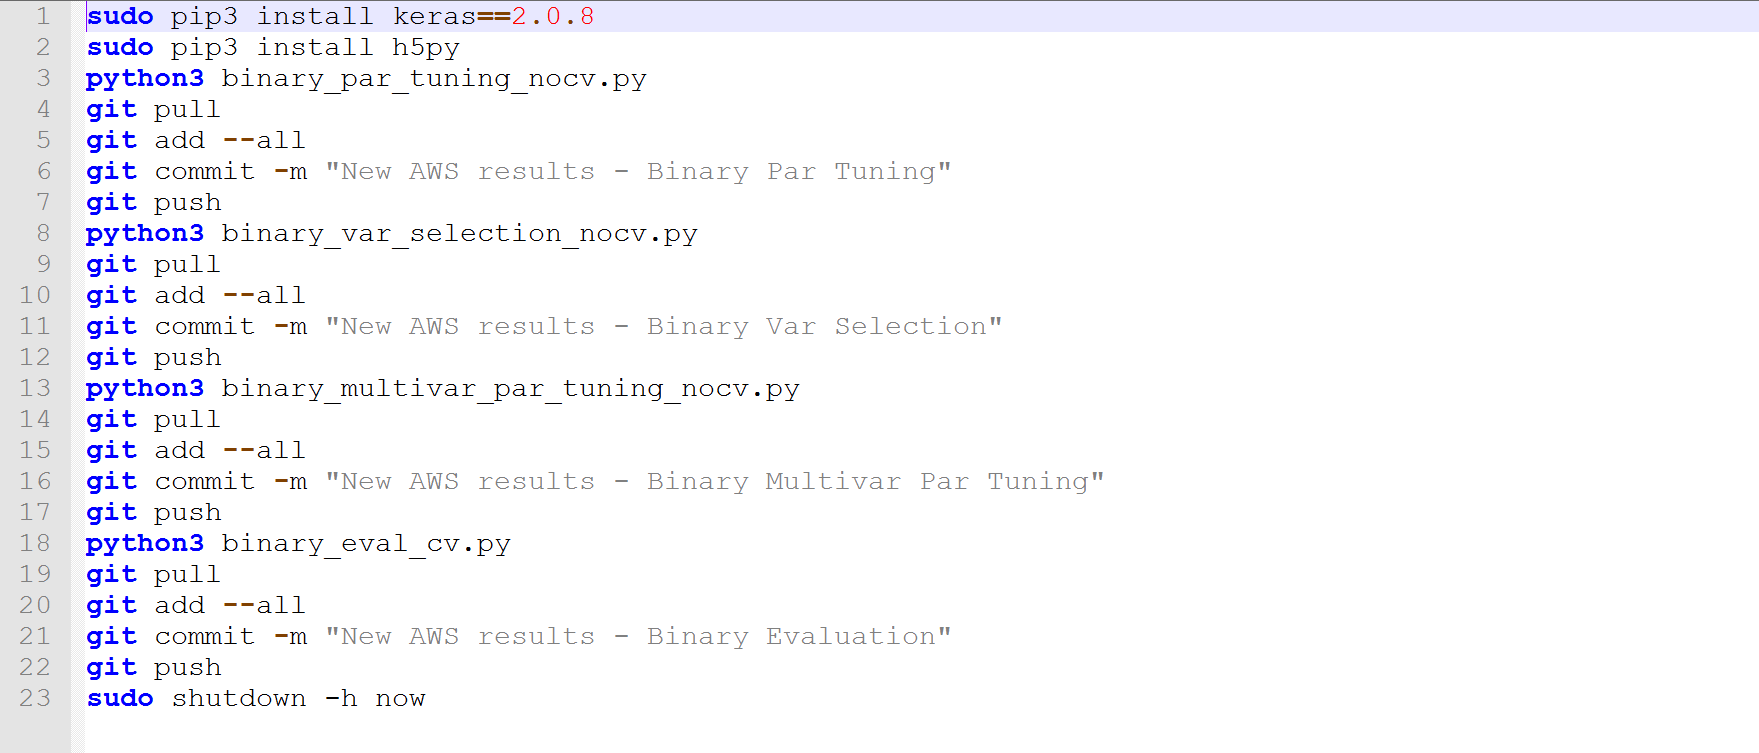 1 sudo pip3 install keras==2.0.8
2 sudo pip3 install h5py
3 python3 binary_par_tuning_nocv.py
4 git pull
5 git add --all
6 git commit -m "New AWS results - Binary Par Tuning"
7 git push
8 python3 binary_var_selection_nocv.py
9 git pull
10 git add --all
11 git commit -m "New AWS results - Binary Var Selection"
12 git push
13 python3 binary_multivar_par_tuning_nocv.py
14 git pull
15 git add --all
16 git commit -m "New AWS results - Binary Multivar Par Tuning"
17 git push
18 python3 binary_eval_cv.py
19 git pull
20 git add --all
21 git commit -m "New AWS results - Binary Evaluation"
22 git push
23 sudo shutdown -h now